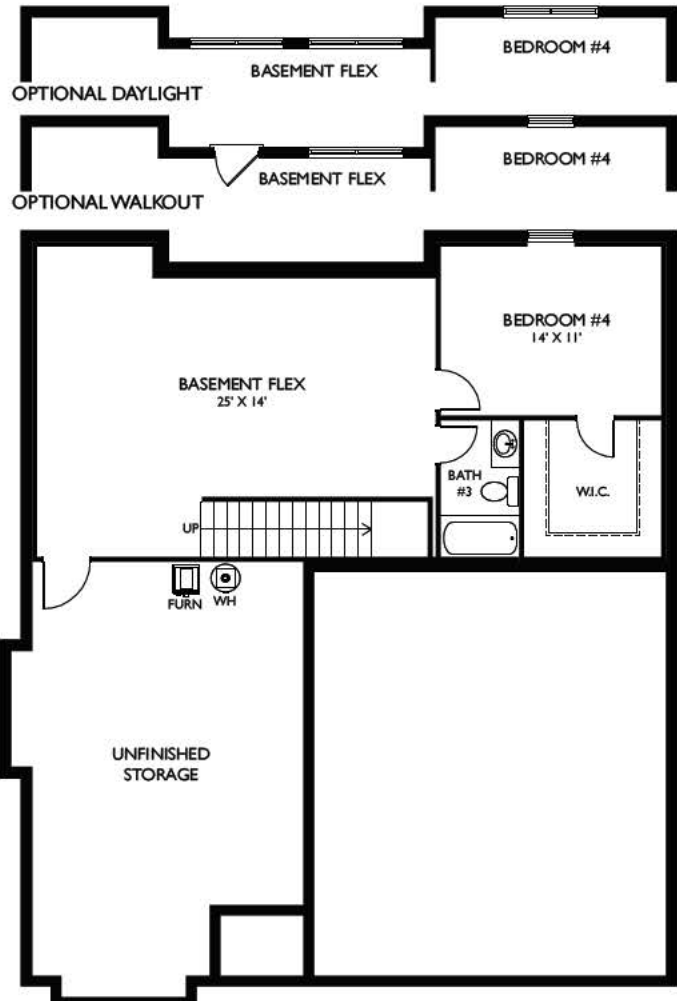 BEDROOM #4
BASEMENT FLEX
OPTIONAL DAYLIGHT
BEDROOM #4
BASEMENT FLEX
OPTIONAL WALKOUT
BEDROOM #4
14' X 11'
BASEMENT FLEX
25' X 14'
BATH
#3
W.I.C.
UP
FURN
WH
UNFINISHED
STORAGE